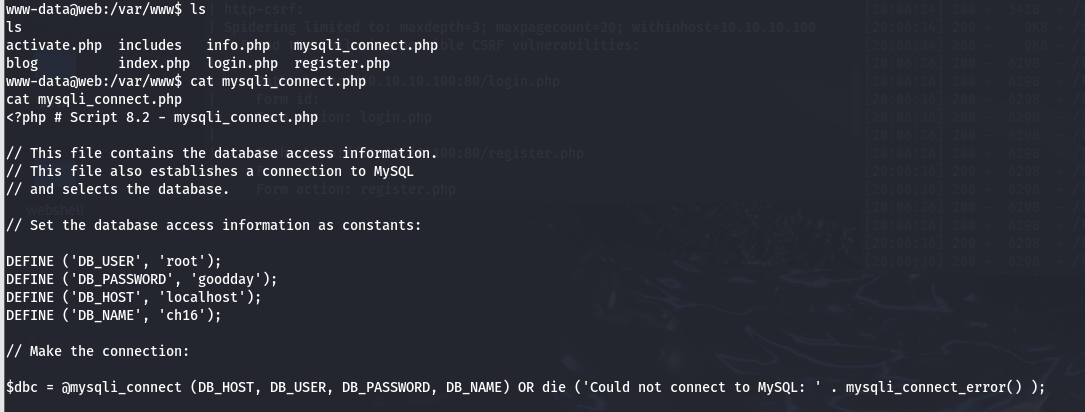 www-data@web:/var/www$ ls
ls
activate.php  includes   info.php   mysqli_connect.php
blog          index.php  login.php  register.php
www-data@web:/var/www$ cat mysqli_connect.php
cat mysqli_connect.php
<?php # Script 8.2 - mysqli_connect.php

// This file contains the database access information.
// This file also establishes a connection to MySQL
// and selects the database.

// Set the database access information as constants:

DEFINE ('DB_USER', 'root');
DEFINE ('DB_PASSWORD', 'goodday');
DEFINE ('DB_HOST', 'localhost');
DEFINE ('DB_NAME', 'ch16');

// Make the connection:

$dbc = @mysqli_connect (DB_HOST, DB_USER, DB_PASSWORD, DB_NAME) OR die ('Could not connect to MySQL: ' . mysqli_connect_error() );